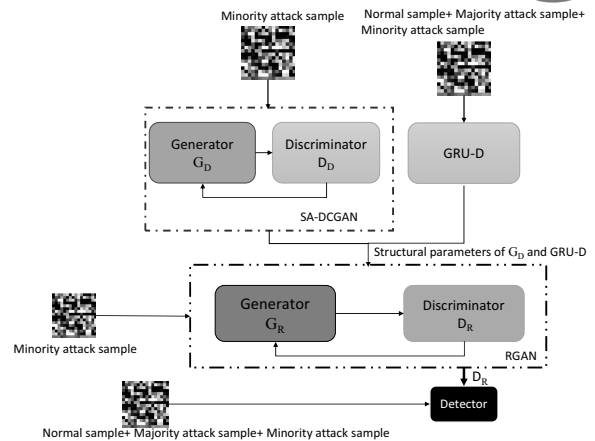 Minority attack sample
Normal sample+ Majority attack sample+
Minority attack sample
Generator
G_D
Discriminator
D_D
GRU-D
SA-DCGAN
Structural parameters of G_D and GRU-D
Generator
G_R
Discriminator
D_R
RGAN
Minority attack sample
D_R
Detector
Normal sample+ Majority attack sample+ Minority attack sample